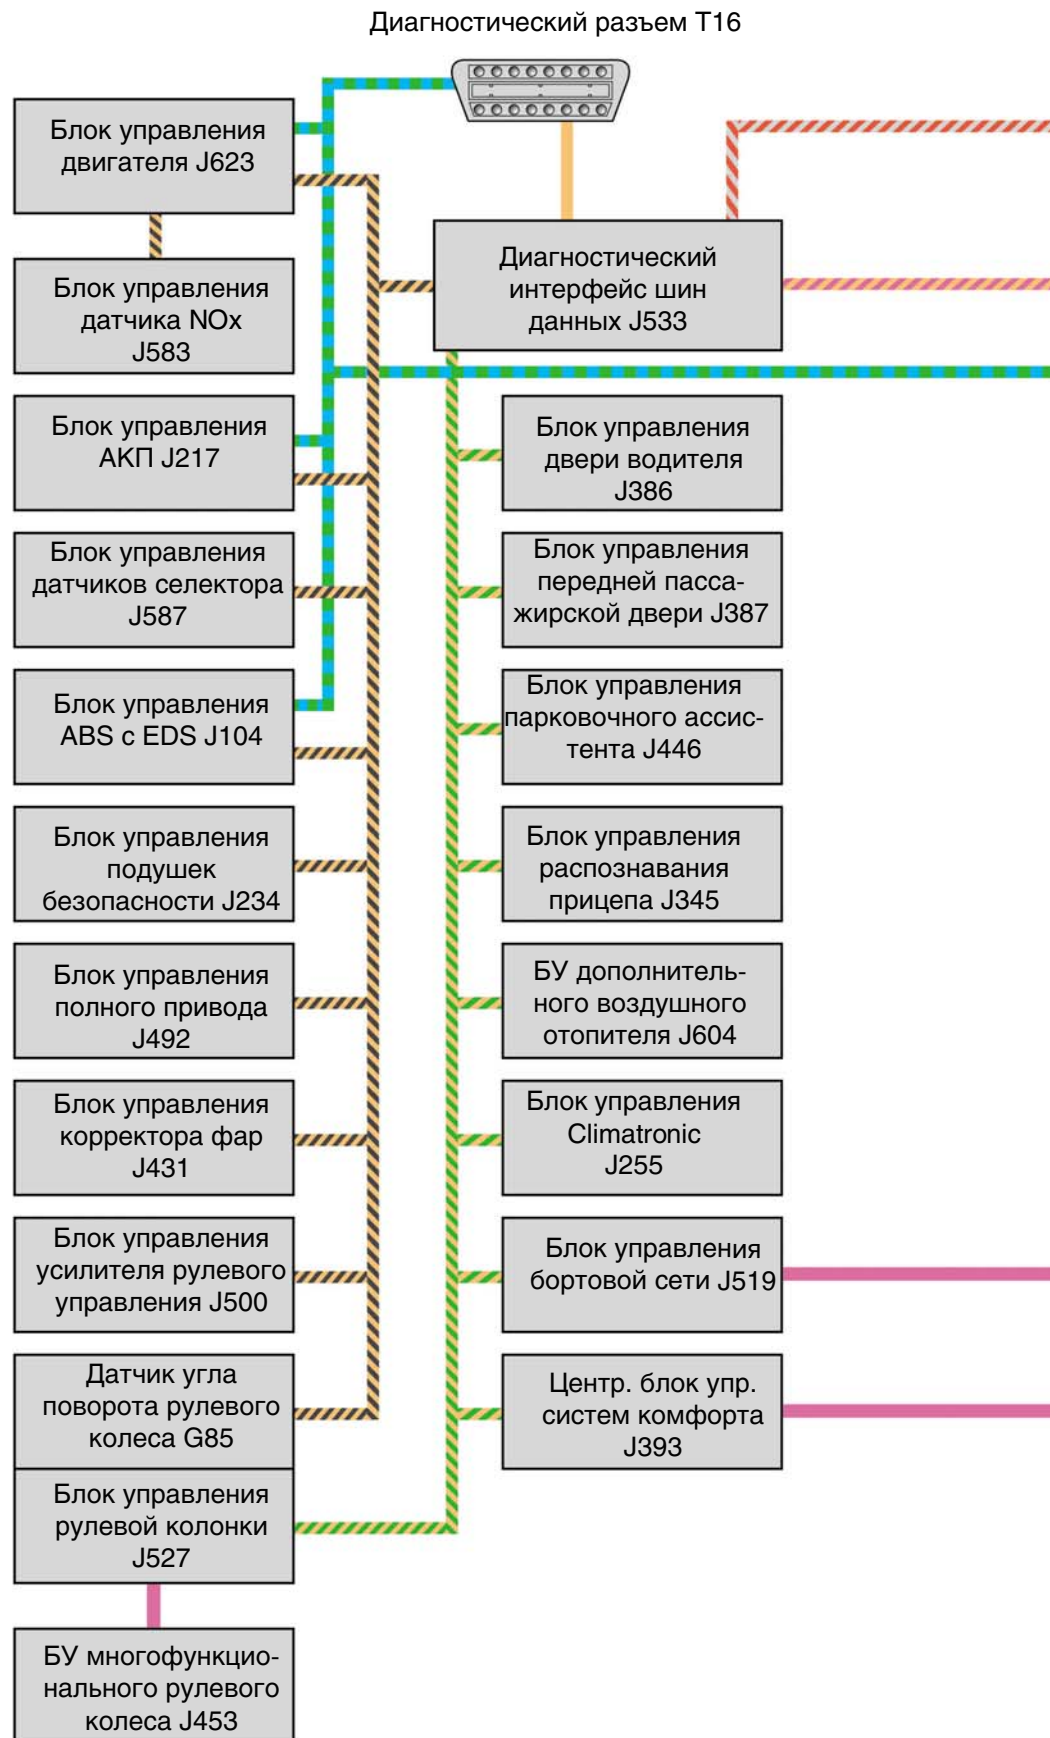 Диагностический разъем T16
Блок управления
двигателя J623
Блок управления
датчика NOx
J583
Блок управления
АКП J217
Блок управления
датчиков селектора
J587
Блок управления
ABS с EDS J104
Блок управления
подушек
безопасности J234
Блок управления
полного привода
J492
Блок управления
корректора фар
J431
Блок управления
усилителя рулевого
управления J500
Датчик угла
поворота рулевого
колеса G85
Блок управления
рулевой колонки
J527
БУ многофункцио-
нального рулевого
колеса J453
Диагностический
интерфейс шин
данных J533
Блок управления
двери водителя
J386
Блок управления
передней пасса-
жирской двери J387
Блок управления
парковочного ассис-
тента J446
Блок управления
распознавания
прицепа J345
БУ дополнитель-
ного воздушного
отопителя J604
Блок управления
Climatronic
J255
Блок управления
бортовой сети J519
Центр. блок упр.
систем комфорта
J393